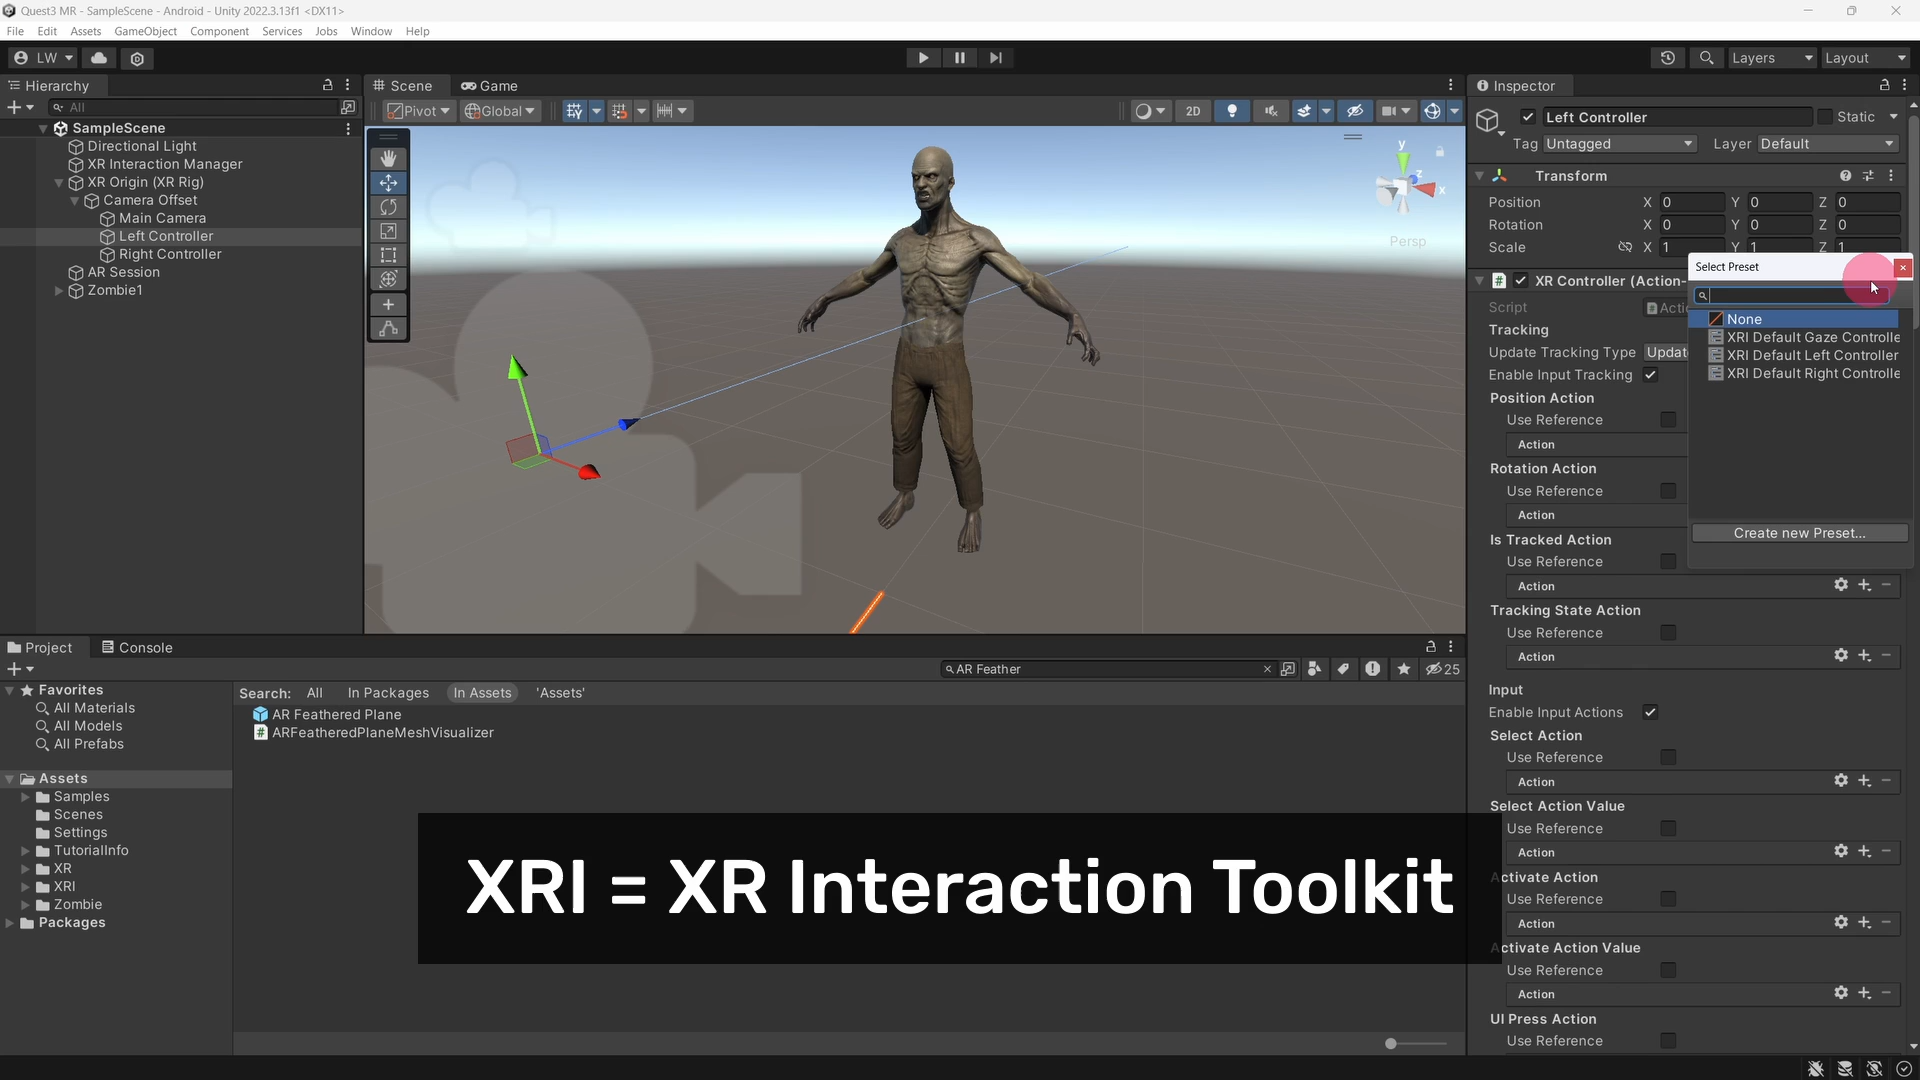 Quest3 MR - SampleScene - Android - Unity 2022.3.13f1 <DX11>
File Edit Assets GameObject Component Services Jobs Window Help
LW
Layers
Layout
Hierarchy
All
SampleScene
Directional Light
XR Interaction Manager
XR Origin (XR Rig)
Camera Offset
Main Camera
Left Controller
Right Controller
AR Session
Zombie1
Scene
Game
Pivot
Global
2D
y
z
x
Persp
Inspector
Left Controller
Static
Tag Untagged
Layer Default
Transform
Position X 0 Y 0 Z 0
Rotation X 0 Y 0 Z 0
Scale X 1 Y 1 Z 1
XR Controller (Action-
Script
Tracking
Update Tracking Type Updat
Enable Input Tracking
Position Action
Use Reference
Action
Rotation Action
Use Reference
Action
Is Tracked Action
Use Reference
Action
Tracking State Action
Use Reference
Action
Input
Enable Input Actions
Select Action
Use Reference
Action
Select Action Value
Use Reference
Action
Activate Action
Use Reference
Action
Activate Action Value
Use Reference
Action
UI Press Action
Use Reference
Select Preset
None
XRI Default Gaze Controlle
XRI Default Left Controller
XRI Default Right Controlle
Create new Preset...
Project
Console
AR Feather
25
Favorites
All Materials
All Models
All Prefabs
Assets
Samples
Scenes
Settings
TutorialInfo
XR
XRI
Zombie
Packages
Search: All In Packages In Assets 'Assets'
AR Feathered Plane
ARFeatheredPlaneMeshVisualizer
XRI = XR Interaction Toolkit